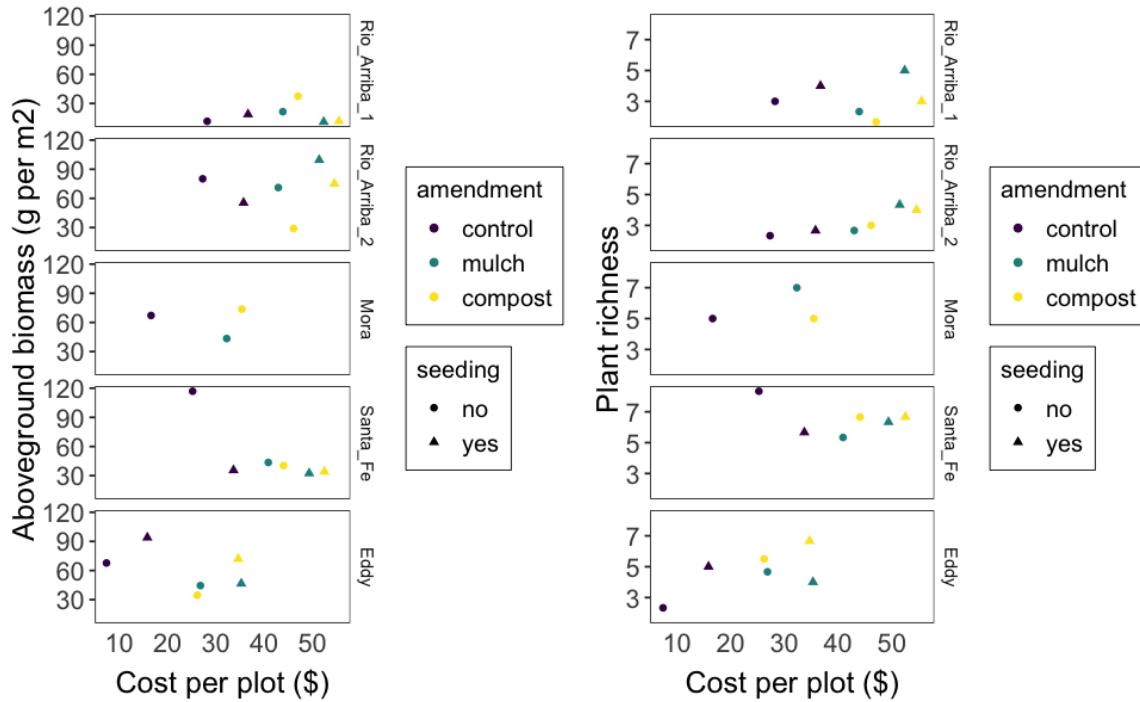 Aboveground biomass (g per m2)
120
90
60
30
Rio_Arriba_1
120
90
60
30
Rio_Arriba_2
120
90
60
30
Mora
120
90
60
30
Santa_Fe
120
90
60
30
Eddy
10 20 30 40 50
Cost per plot ($)
amendment
control
mulch
compost
seeding
no
yes
Plant richness
7
5
3
Rio_Arriba_1
7
5
3
Rio_Arriba_2
7
5
3
Mora
7
5
3
Santa_Fe
7
5
3
Eddy
10 20 30 40 50
Cost per plot ($)
amendment
control
mulch
compost
seeding
no
yes